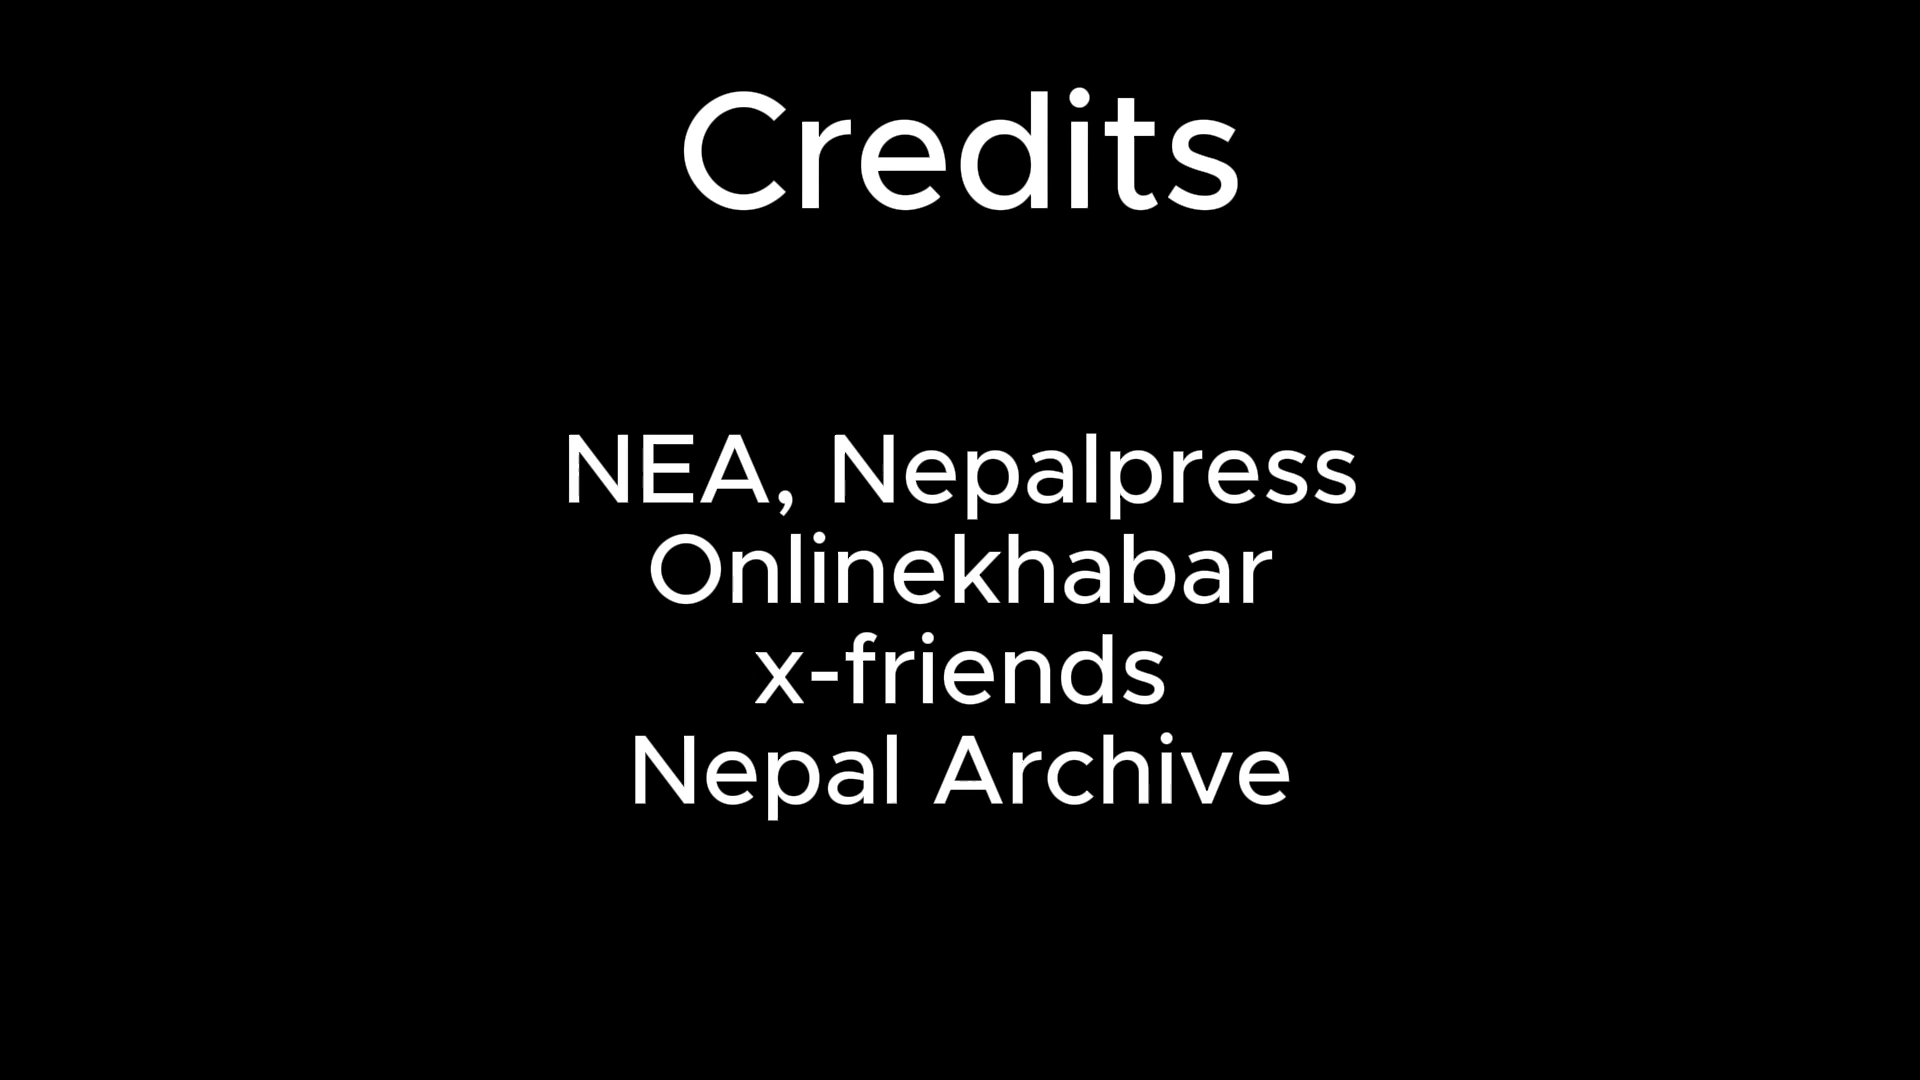 Credits
NEA, Nepalpress
Onlinekhabar
x-friends
Nepal Archive